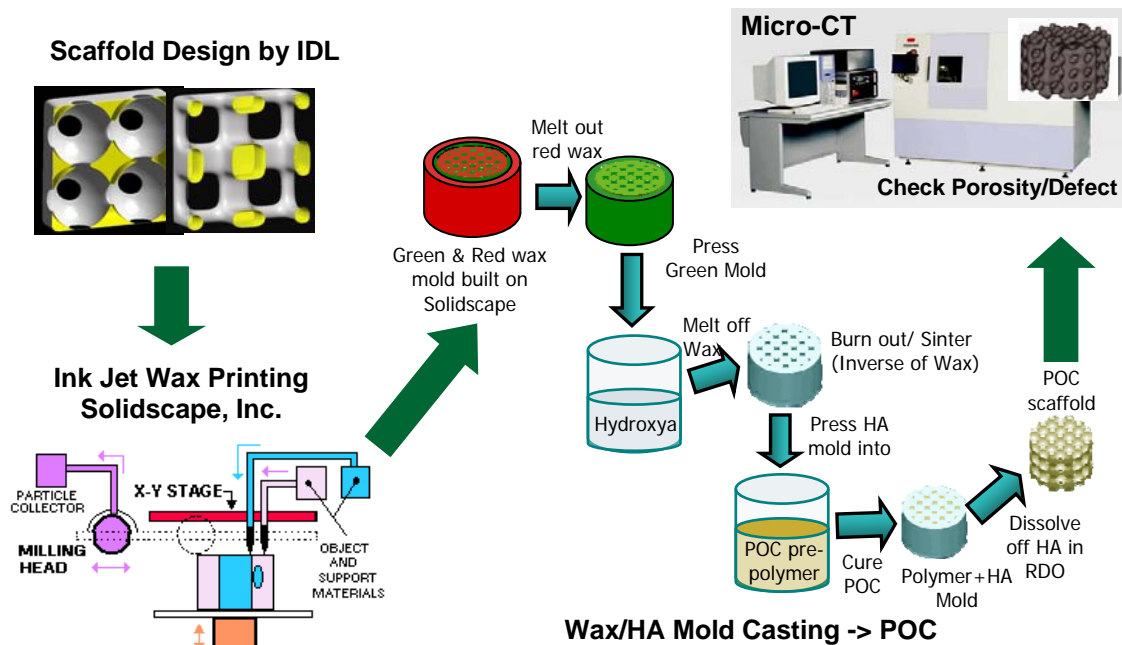 Scaffold Design by IDL
Ink Jet Wax Printing
Solidscape, Inc.
PARTICLE
COLLECTOR
X-Y STAGE
MILLING
HEAD
OBJECT
AND
SUPPORT
MATERIALS
Green & Red wax
mold built on
Solidscape
Melt out
red wax
Press
Green Mold
Hydroxya
Melt off
Wax
Burn out/ Sinter
(Inverse of Wax)
Press HA
mold into
POC pre-
polymer
Cure
POC
Polymer+HA
Mold
Dissolve
off HA in
RDO
POC
scaffold
Micro-CT
Check Porosity/Defect
Wax/HA Mold Casting -> POC